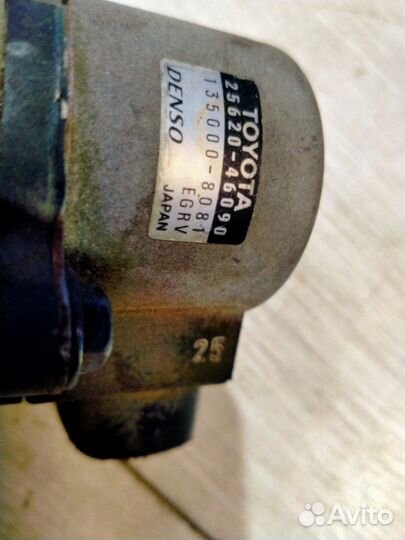 TOYOTA
25620-46090
135000-8081
EGRV
DENSO
JAPAN
25
Avito